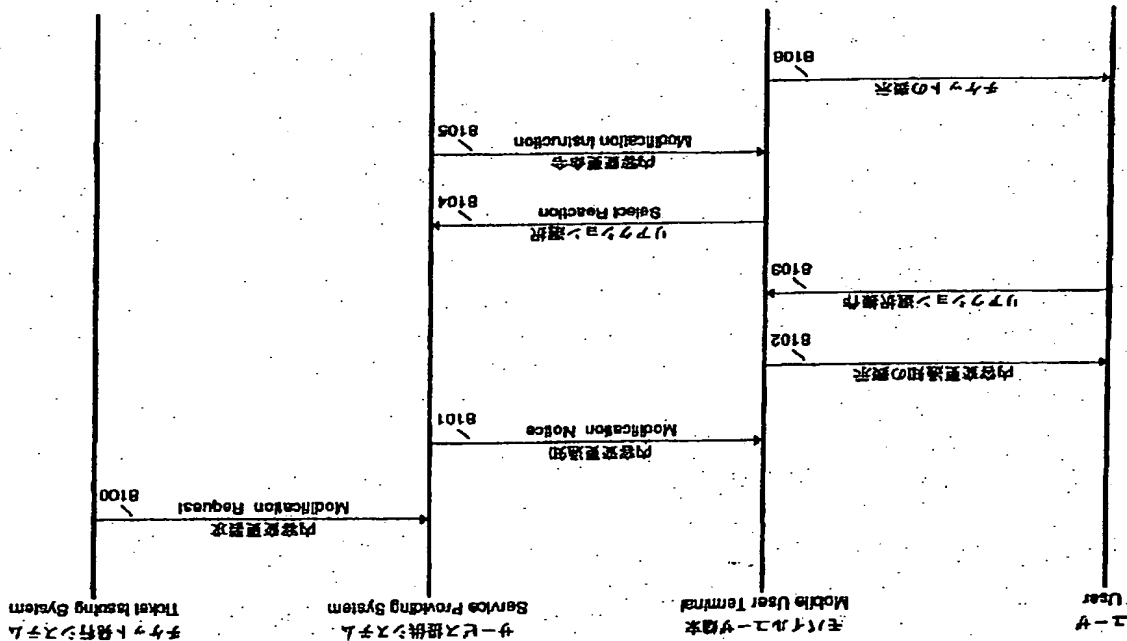 ユーザ
User
モバイルユーザ端末
Mobile User Terminal
サービス提供システム
Service Providing System
チケット発行システム
Ticket Issuing System
内容変更要求
Modification Request
8100
内容変更通知
Modification Notice
8101
内容変更通知の表示
8102
リアクション選択操作
8103
リアクション選択
Select Reaction
8104
内容変更命令
Modification Instruction
8105
チケットの表示
8106